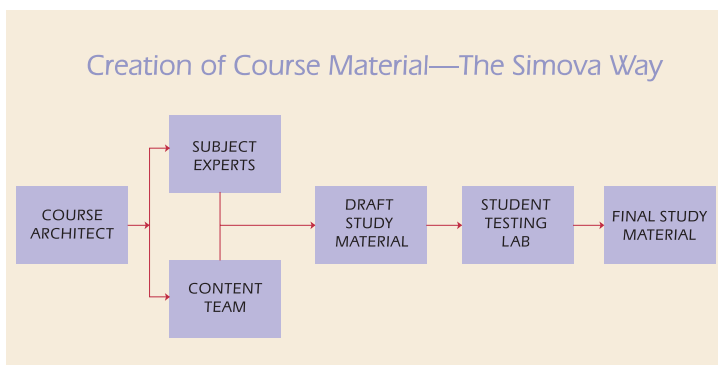 Creation of Course Material—The Simova Way
SUBJECT
EXPERTS
COURSE
ARCHITECT
DRAFT
STUDY
MATERIAL
STUDENT
TESTING
LAB
FINAL STUDY
MATERIAL
CONTENT
TEAM